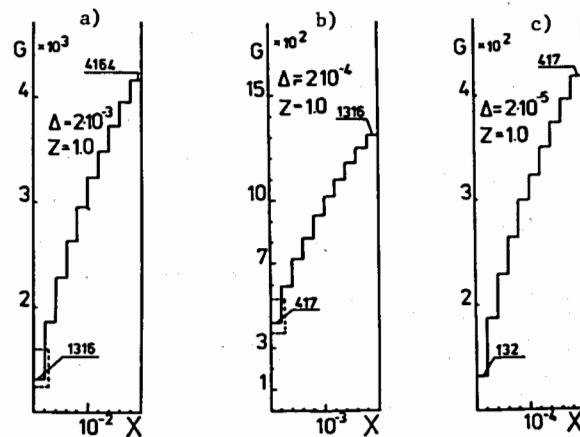 a)
G ×10³
4164
4
Δ=2·10⁻³
Z=1.0
3
2
1316
10⁻² X
b)
G ×10²
15
Δ=2·10⁻⁴
Z=1.0
1316
10
7
417
3
1
10⁻³ X
c)
G ×10²
417
4
Δ=2·10⁻⁵
Z=1.0
3
2
132
10⁻⁴ X